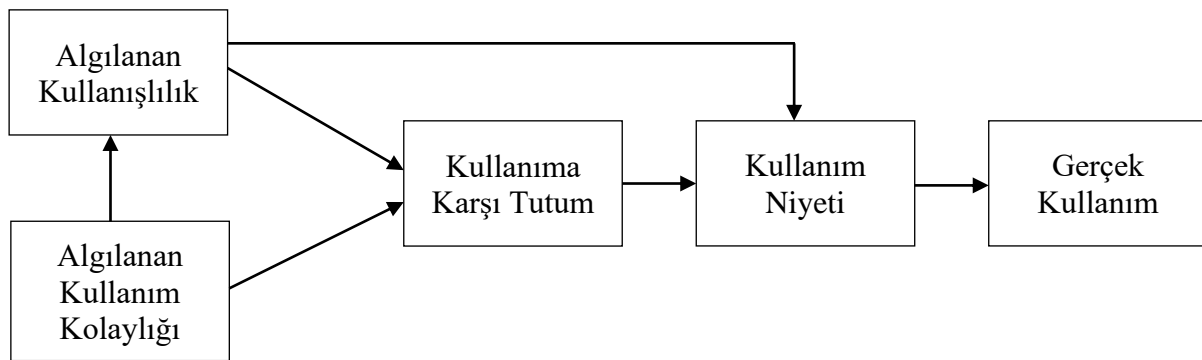 Algılanan
Kullanışlılık
Kullanıma
Karşı Tutum
Kullanım
Niyeti
Gerçek
Kullanım
Algılanan
Kullanım
Kolaylığı